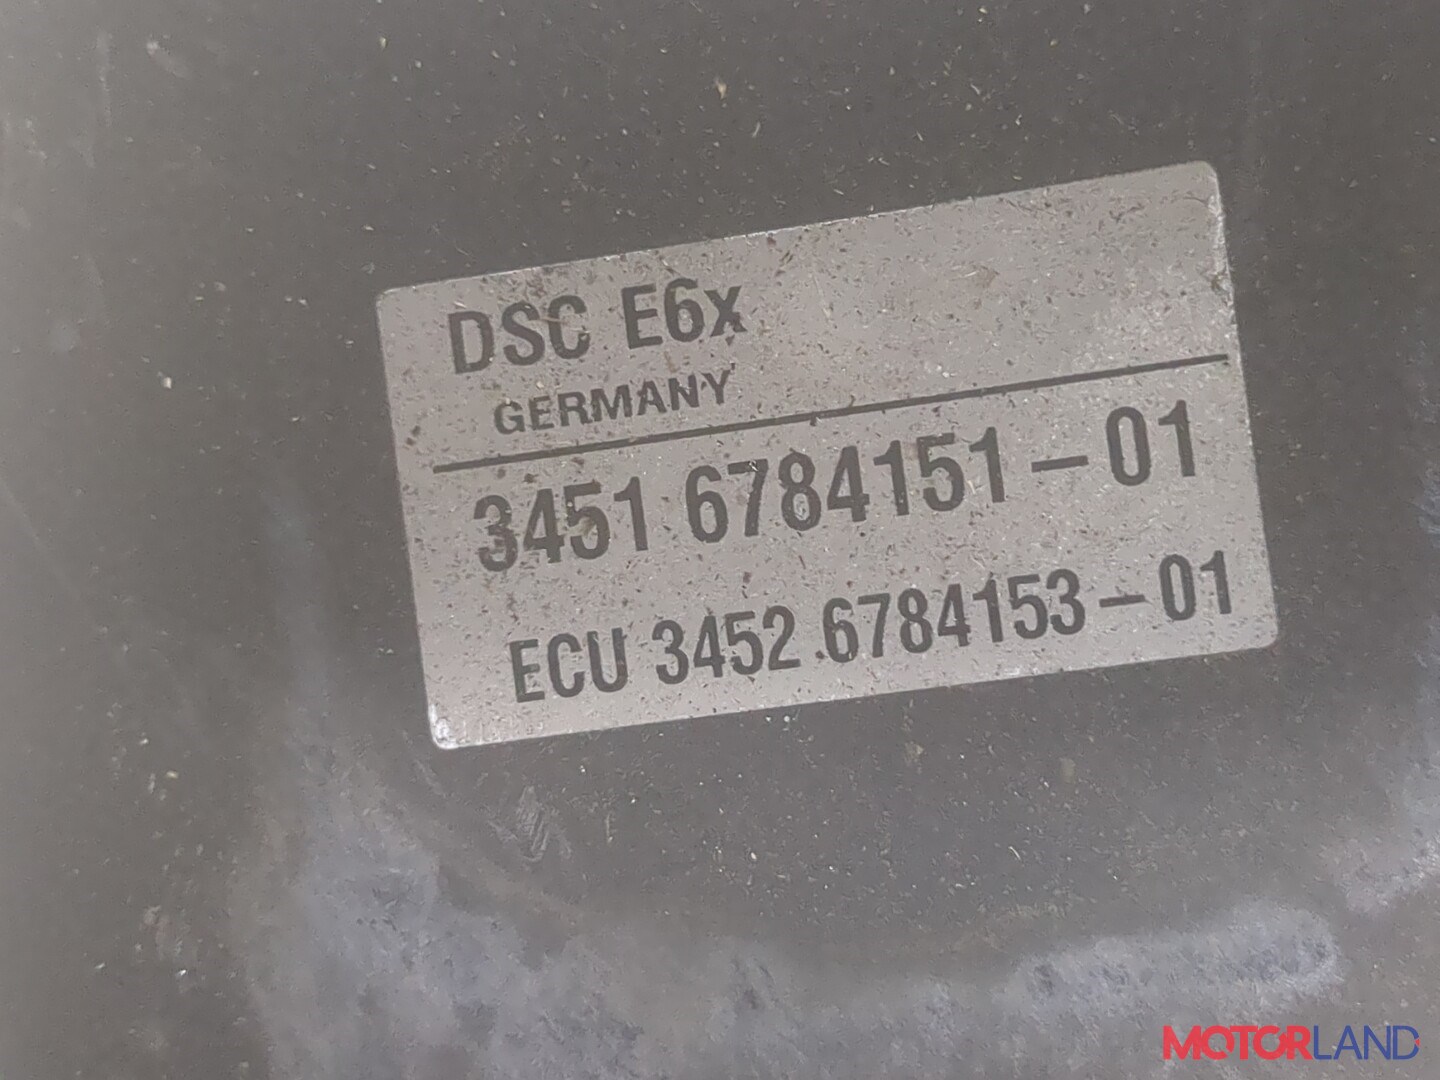 DSC E6x
GERMANY
3451 6784151-01
ECU 3452 6784153-01
MOTORLAND